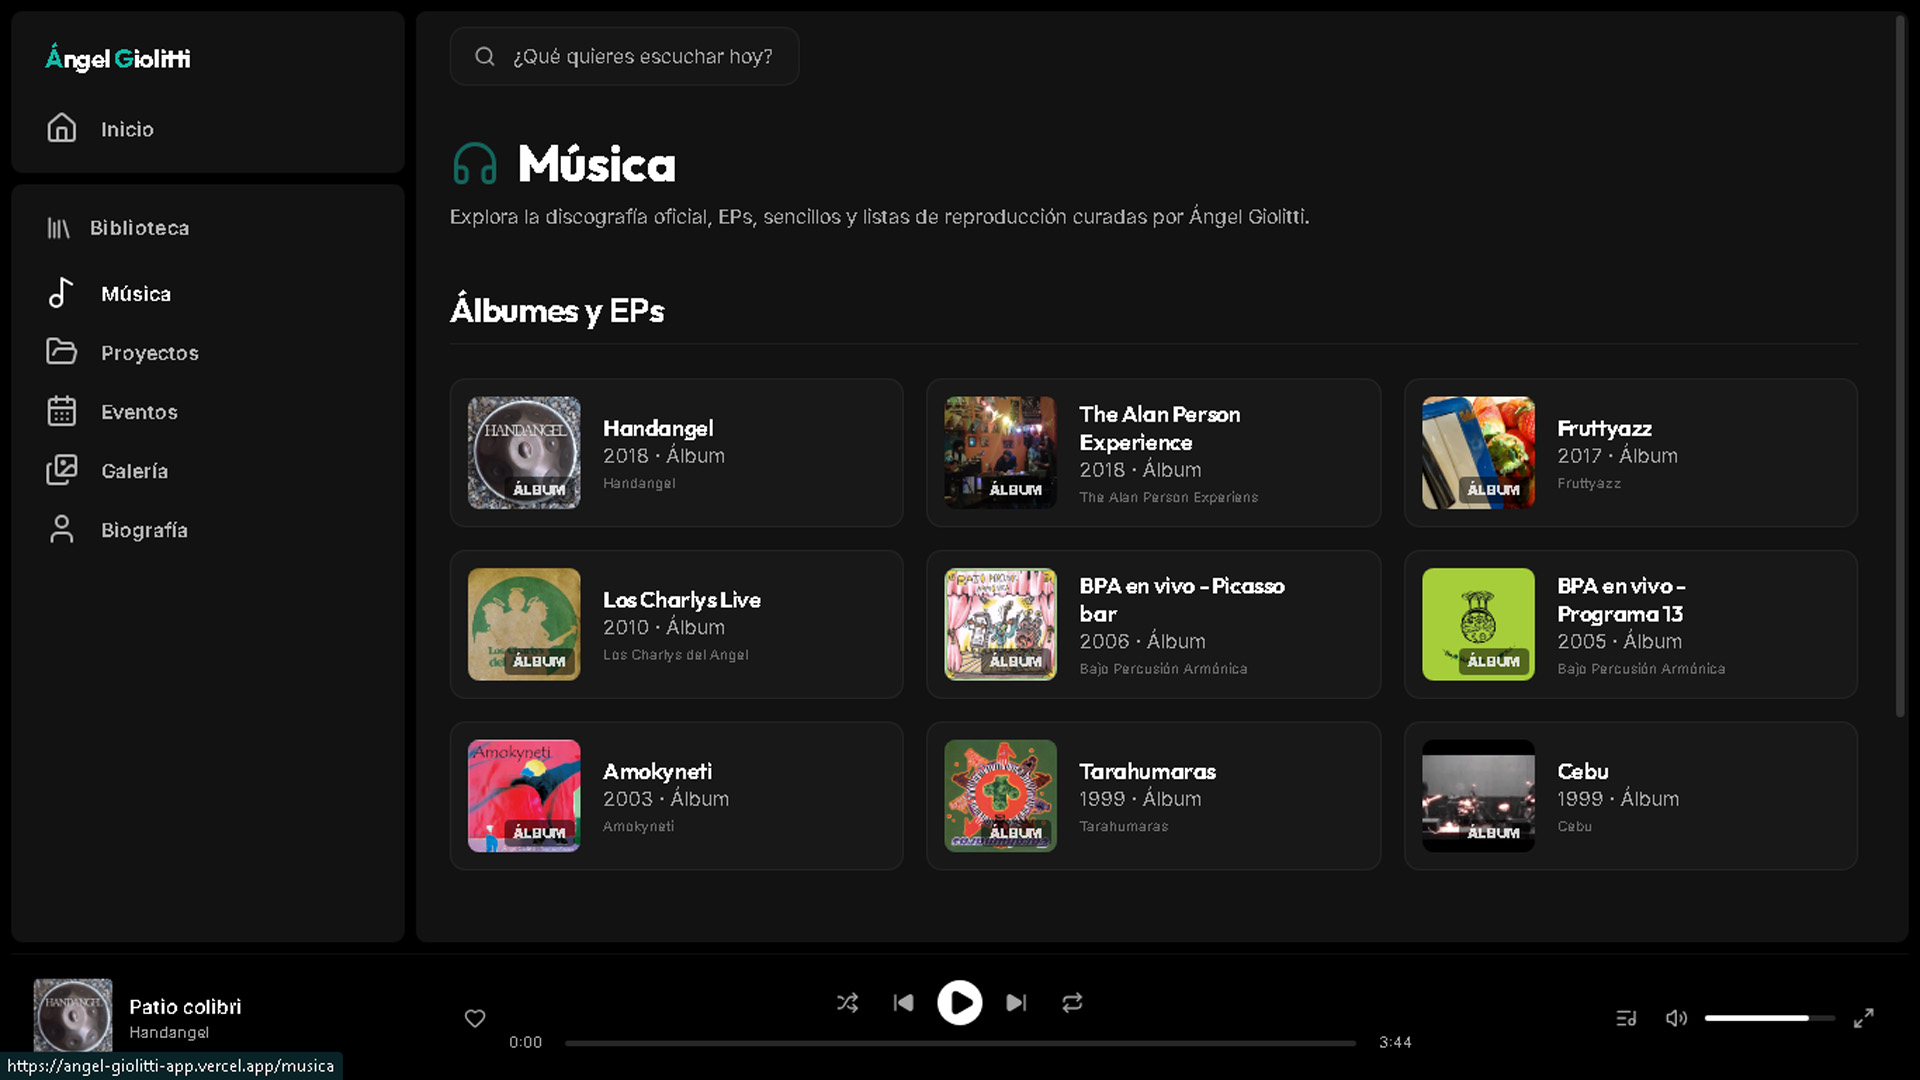 Ángel Giolitti
Inicio
Biblioteca
Música
Proyectos
Eventos
Galería
Biografía
¿Qué quieres escuchar hoy?
Música
Explora la discografía oficial, EPs, sencillos y listas de reproducción curadas por Ángel Giolitti.
Álbumes y EPs
HANDANGEL
ÁLBUM
Handangel
2018 · Álbum
Handangel
ÁLBUM
The Alan Person
Experience
2018 · Álbum
The Alan Person Experiens
ÁLBUM
Fruttyazz
2017 · Álbum
Fruttyazz
ÁLBUM
Los Charlys Live
2010 · Álbum
Los Charlys del Angel
ÁLBUM
BPA en vivo - Picasso
bar
2006 · Álbum
Bajo Percusión Armónica
ÁLBUM
BPA en vivo -
Programa 13
2005 · Álbum
Bajo Percusión Armónica
Amokyneti
ÁLBUM
Amokyneti
2003 · Álbum
Amokyneti
ÁLBUM
Tarahumaras
1999 · Álbum
Tarahumaras
ÁLBUM
Cebu
1999 · Álbum
Cebu
HANDANGEL
Patio colibrí
Handangel
0:00
3:44
https://angel-giolitti-app.vercel.app/musica